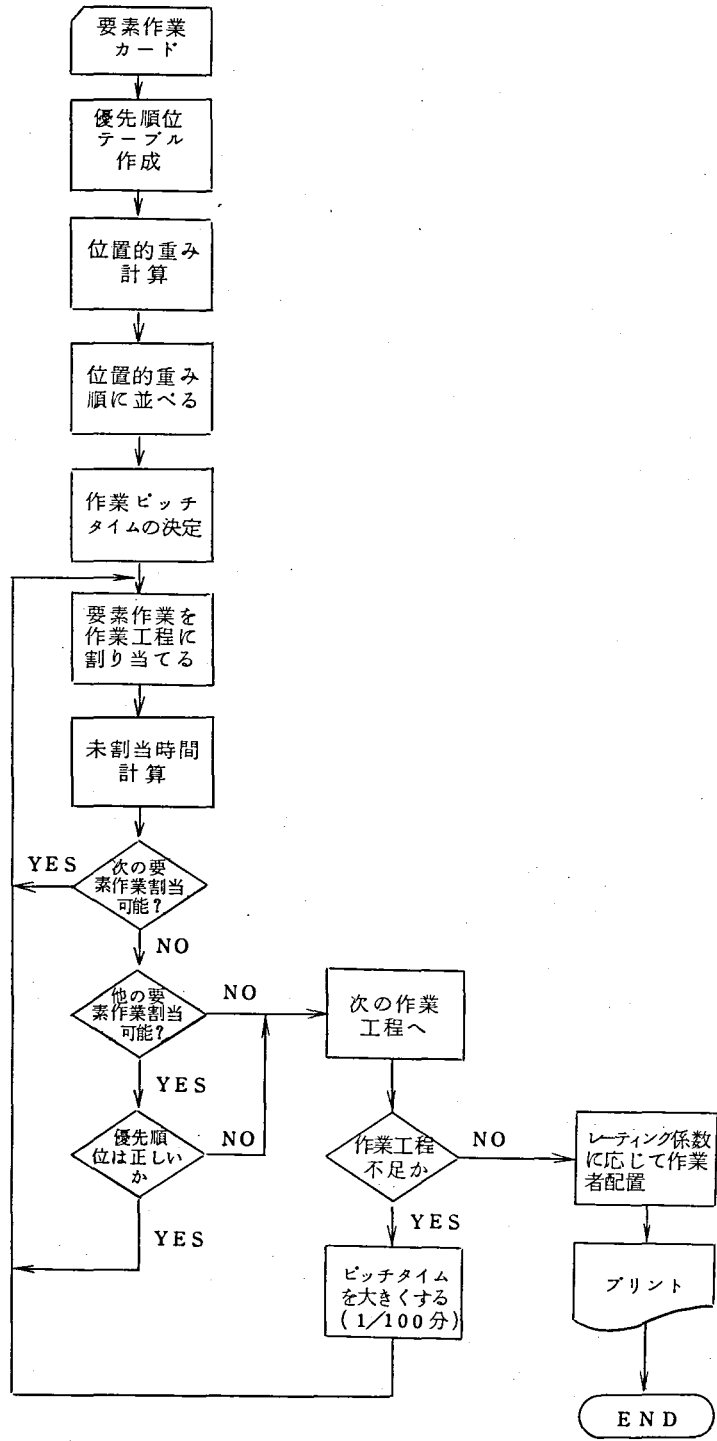 要素作業
カード
優先順位
テーブル
作成
位置的重み
計算
位置的重み
順に並べる
作業ピッチ
タイムの決定
要素作業を
作業工程に
割り当てる
未割当時間
計算
YES
次の要
素作業割当
可能？
NO
他の要
素作業割当
可能？
NO
YES
優先順
位は正しい
か
NO
YES
次の作業
工程へ
作業工程
不足か
NO
YES
ピッチタイム
を大きくする
(1/100分)
レーティング係数
に応じて作業
者配置
プリント
END